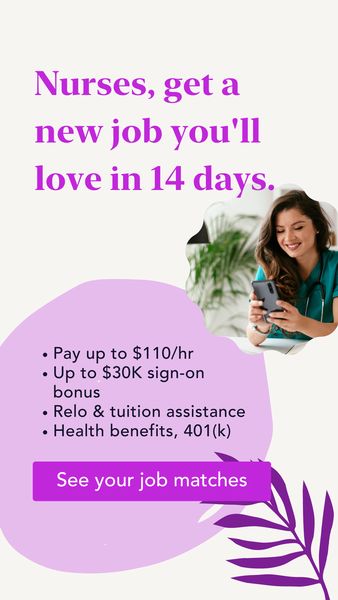 Nurses, get a
new job you'll
love in 14 days.
• Pay up to $110/hr
• Up to $30K sign-on
bonus
• Relo & tuition assistance
• Health benefits, 401(k)
See your job matches